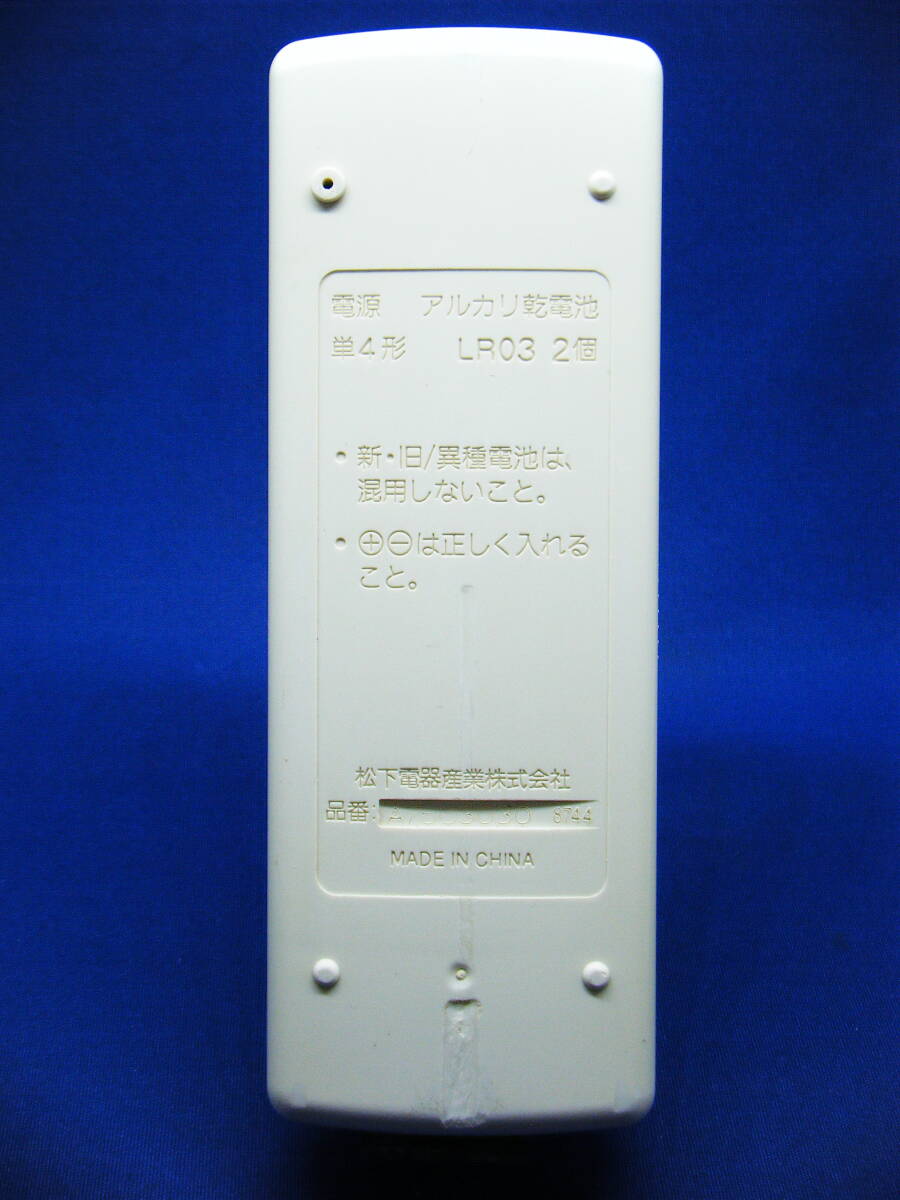 電源 アルカリ乾電池
単4形 LR03 2個
・新・旧/異種電池は、
混用しないこと。
・⊕⊖は正しく入れる
こと。
松下電器産業株式会社
品番: 8744
MADE IN CHINA